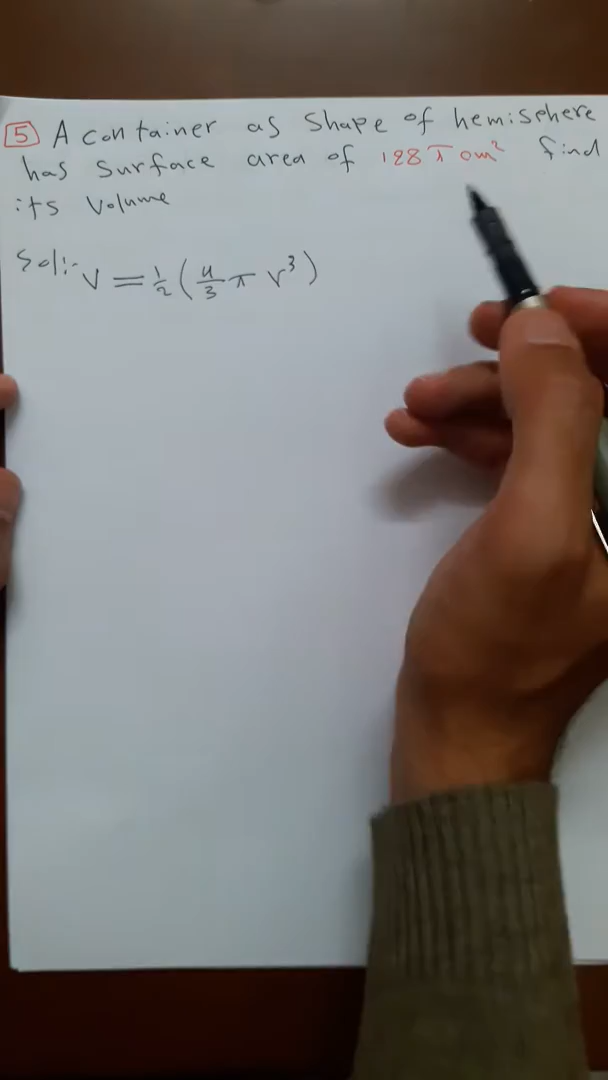 5 A container as shape of hemisphere
has surface area of 128π cm² find
its volume
Sol:- V = 1/2 (4/3 π r³)